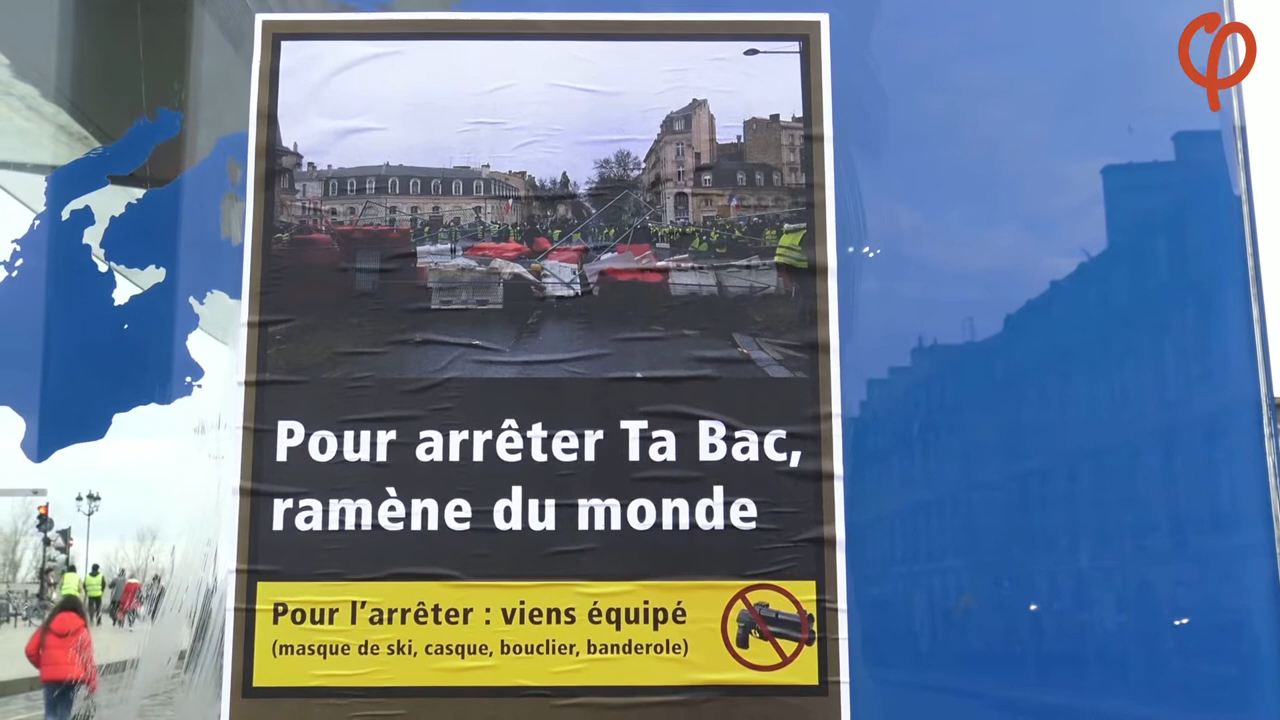 Pour arrêter Ta Bac,
ramène du monde
Pour l'arrêter : viens équipé
(masque de ski, casque, bouclier, banderole)